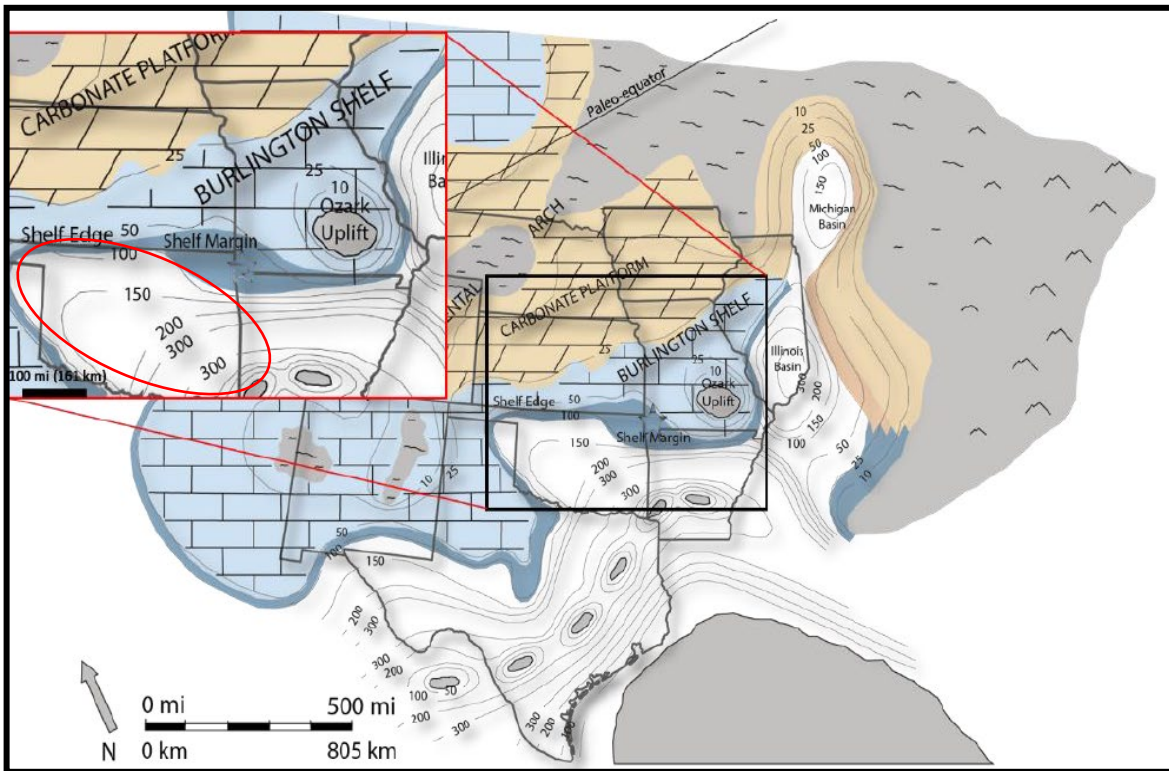 CARBONATE PLATFORM
BURLINGTON SHELF
25
25
10
Ozark
Uplift
Shelf Edge
50
Shelf Margin
100
150
200
300
300
100 mi (161 km)
Paleo-equator
10
25
50
100
150
Michigan
Basin
ARCH
CARBONATE PLATFORM
BURLINGTON SHELF
25
25
10
Ozark
Uplift
Illinois
Basin
300
200
150
100
50
25
10
Shelf Edge
50
100
Shelf Margin
150
200
300
300
10
25
50
100
150
200
300
300
200
100
50
200
300
300
200
100
0 mi 500 mi
0 km 805 km
N